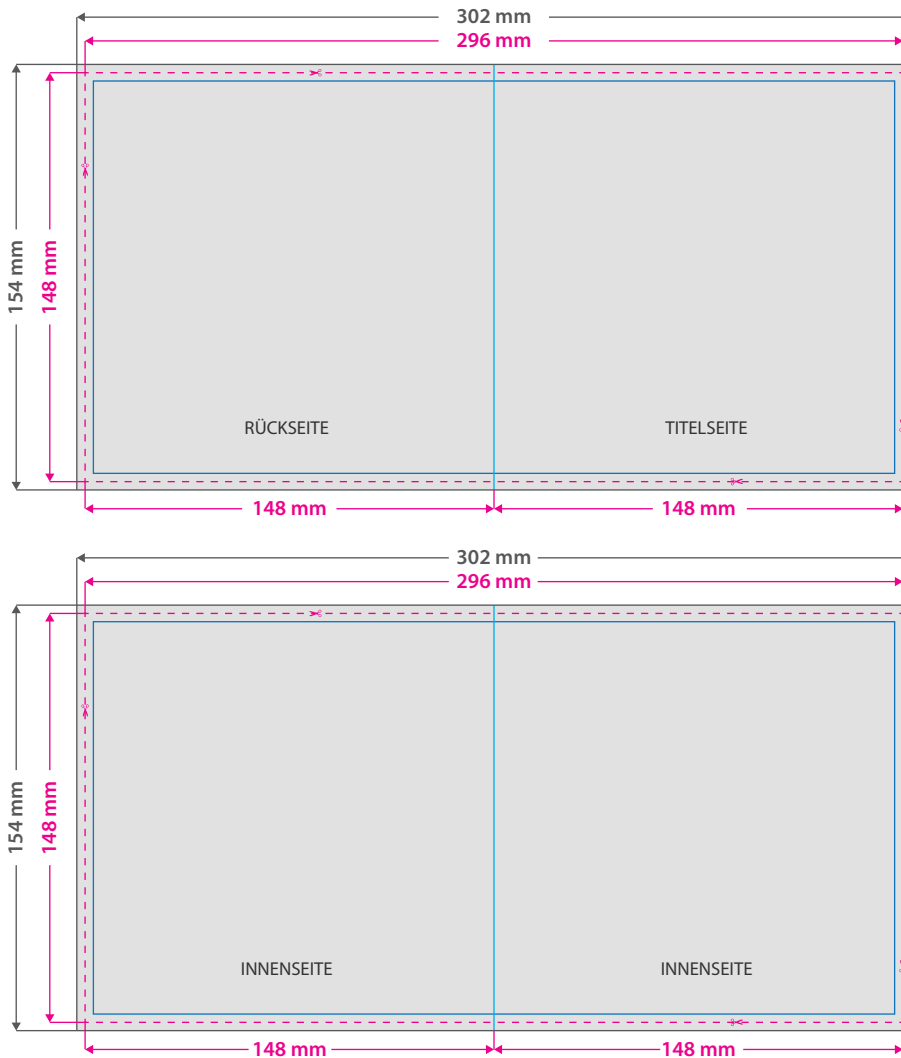 302 mm
296 mm
154 mm
148 mm
RÜCKSEITE
TITELSEITE
148 mm
148 mm
302 mm
296 mm
154 mm
148 mm
INNENSEITE
INNENSEITE
148 mm
148 mm